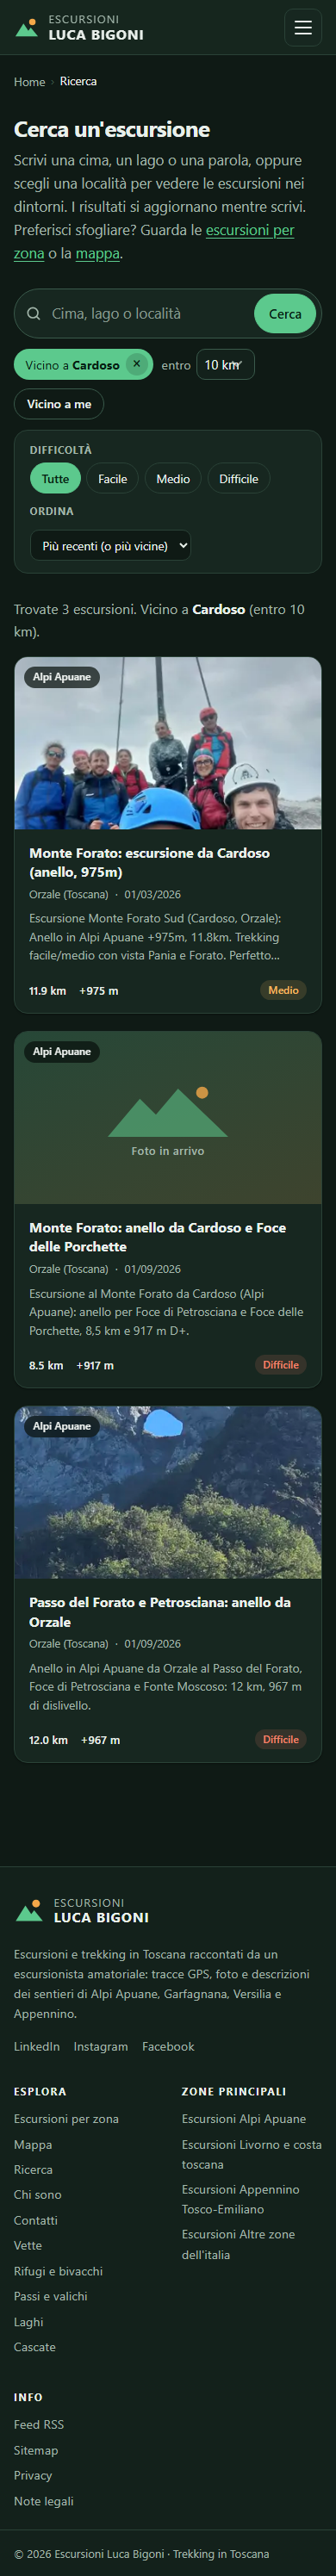 ESCURSIONI
LUCA BIGONI
Home › Ricerca
Cerca un'escursione
Scrivi una cima, un lago o una parola, oppure
scegli una località per vedere le escursioni nei
dintorni. I risultati si aggiornano mentre scrivi.
Preferisci sfogliare? Guarda le escursioni per
zona o la mappa.
Cima, lago o località
Cerca
Vicino a Cardoso ×
entro
10 km
Vicino a me
DIFFICOLTÀ
Tutte
Facile
Medio
Difficile
ORDINA
Più recenti (o più vicine)
Trovate 3 escursioni. Vicino a Cardoso (entro 10
km).
Alpi Apuane
Monte Forato: escursione da Cardoso
(anello, 975m)
Orzale (Toscana) · 01/03/2026
Escursione Monte Forato Sud (Cardoso, Orzale):
Anello in Alpi Apuane +975m, 11.8km. Trekking
facile/medio con vista Pania e Forato. Perfetto...
11.9 km +975 m
Medio
Alpi Apuane
Foto in arrivo
Monte Forato: anello da Cardoso e Foce
delle Porchette
Orzale (Toscana) · 01/09/2026
Escursione al Monte Forato da Cardoso (Alpi
Apuane): anello per Foce di Petrosciana e Foce delle
Porchette, 8,5 km e 917 m D+.
8.5 km +917 m
Difficile
Alpi Apuane
Passo del Forato e Petrosciana: anello da
Orzale
Orzale (Toscana) · 01/09/2026
Anello in Alpi Apuane da Orzale al Passo del Forato,
Foce di Petrosciana e Fonte Moscoso: 12 km, 967 m
di dislivello.
12.0 km +967 m
Difficile
ESCURSIONI
LUCA BIGONI
Escursioni e trekking in Toscana raccontati da un
escursionista amatoriale: tracce GPS, foto e descrizioni
dei sentieri di Alpi Apuane, Garfagnana, Versilia e
Appennino.
LinkedIn Instagram Facebook
ESPLORA
Escursioni per zona
Mappa
Ricerca
Chi sono
Contatti
Vette
Rifugi e bivacchi
Passi e valichi
Laghi
Cascate
ZONE PRINCIPALI
Escursioni Alpi Apuane
Escursioni Livorno e costa
toscana
Escursioni Appennino
Tosco-Emiliano
Escursioni Altre zone
dell'italia
INFO
Feed RSS
Sitemap
Privacy
Note legali
© 2026 Escursioni Luca Bigoni · Trekking in Toscana